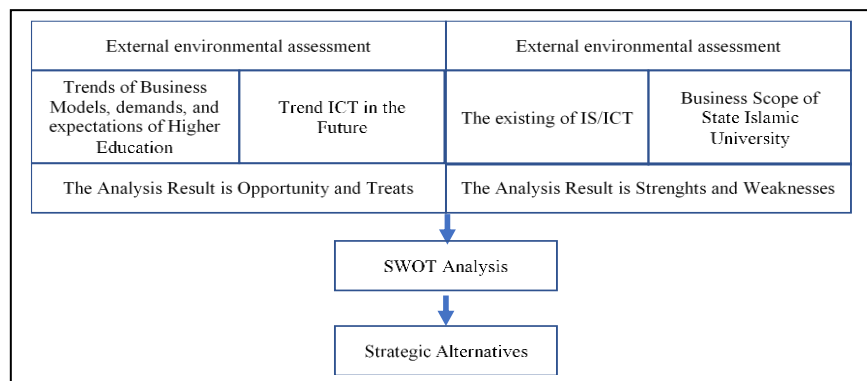 External environmental assessment
External environmental assessment
Trends of Business
Models, demands, and
expectations of Higher
Education
Trend ICT in the
Future
The existing of IS/ICT
Business Scope of
State Islamic
University
The Analysis Result is Opportunity and Treats
The Analysis Result is Strenghts and Weaknesses
SWOT Analysis
Strategic Alternatives